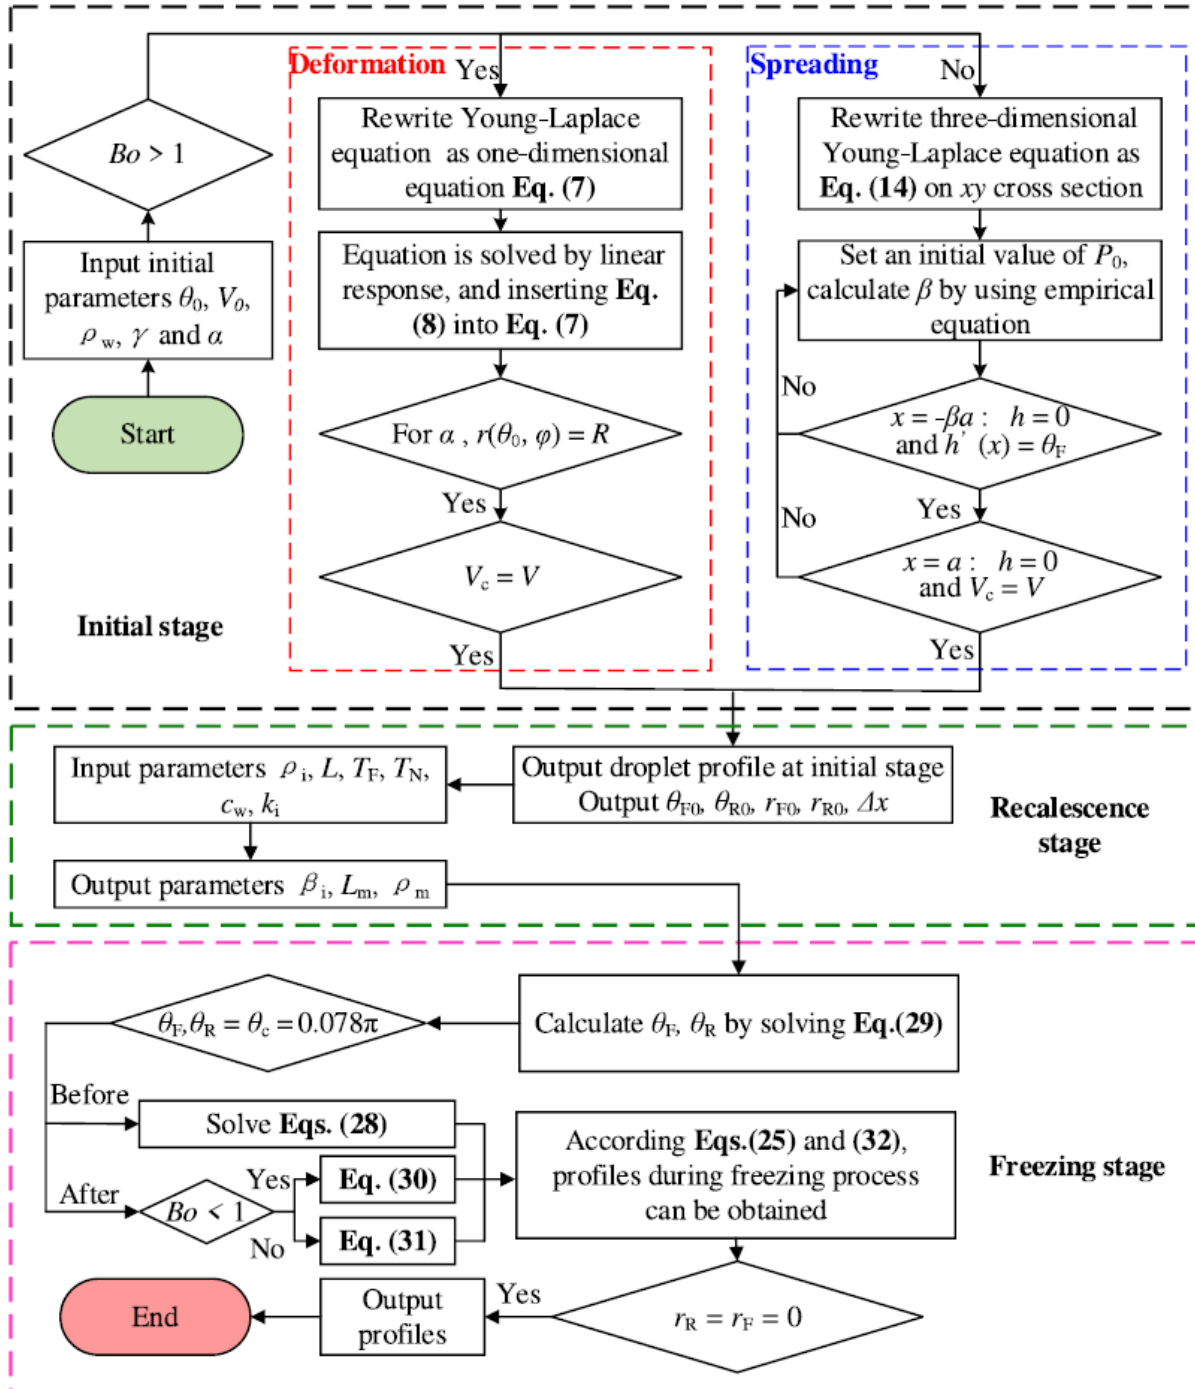 Deformation
Yes
Spreading
No
Bo > 1
Rewrite Young-Laplace
equation as one-dimensional
equation Eq. (7)
Rewrite three-dimensional
Young-Laplace equation as
Eq. (14) on xy cross section
Input initial
parameters θ₀, V₀,
ρw, γ and α
Equation is solved by linear
response, and inserting Eq.
(8) into Eq. (7)
Set an initial value of P₀,
calculate β by using empirical
equation
Start
For α , r(θ₀, φ) = R
No
x = -βa : h = 0
and h' (x) = θF
Yes
Yes
No
Vc = V
x = a : h = 0
and Vc = V
Initial stage
Yes
Yes
Input parameters ρi, L, TF, TN,
cw, ki
Output droplet profile at initial stage
Output θF0, θR0, rF0, rR0, Δx
Recalescence
stage
Output parameters βi, Lm, ρm
θF,θR = θc = 0.078π
Calculate θF, θR by solving Eq.(29)
Before
Solve Eqs. (28)
According Eqs.(25) and (32),
profiles during freezing process
can be obtained
Freezing stage
After
Bo < 1
Yes
Eq. (30)
No
Eq. (31)
End
Output
profiles
Yes
rR = rF = 0